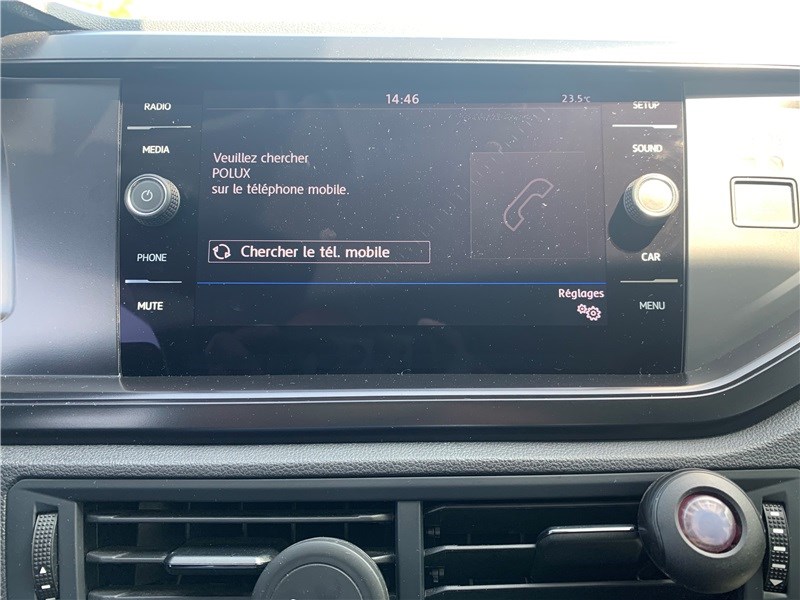 14:46
23.5°C
RADIO
MEDIA
PHONE
MUTE
Veuillez chercher
POLUX
sur le téléphone mobile.
Chercher le tél. mobile
Réglages
SETUP
SOUND
CAR
MENU